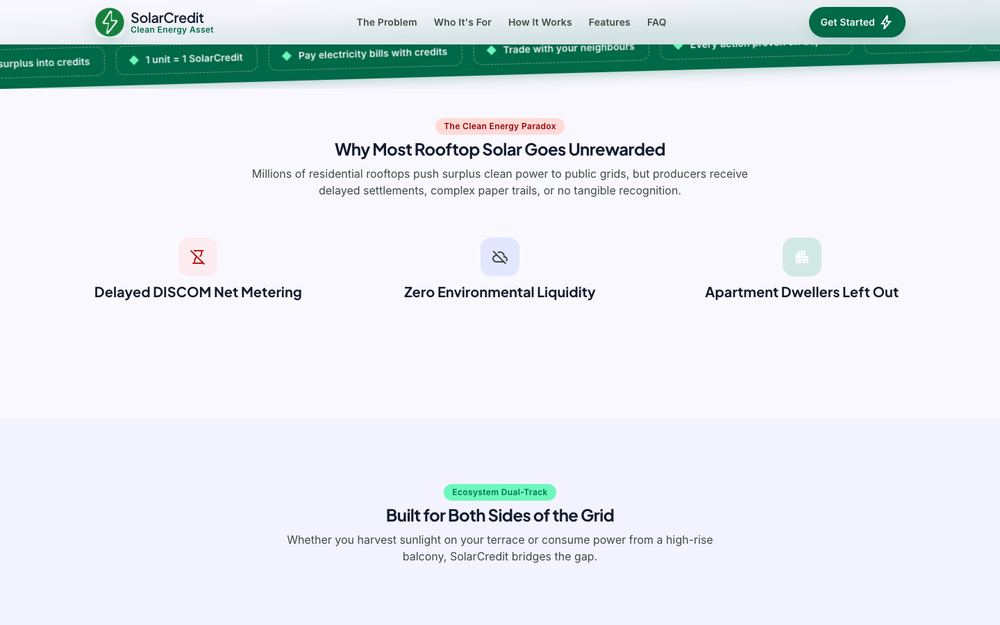 SolarCredit
Clean Energy Asset
The Problem
Who It's For
How It Works
Features
FAQ
Get Started
surplus into credits
1 unit = 1 SolarCredit
Pay electricity bills with credits
Trade with your neighbours
Every action
The Clean Energy Paradox
Why Most Rooftop Solar Goes Unrewarded
Millions of residential rooftops push surplus clean power to public grids, but producers receive
delayed settlements, complex paper trails, or no tangible recognition.
Delayed DISCOM Net Metering
Zero Environmental Liquidity
Apartment Dwellers Left Out
Ecosystem Dual-Track
Built for Both Sides of the Grid
Whether you harvest sunlight on your terrace or consume power from a high-rise
balcony, SolarCredit bridges the gap.